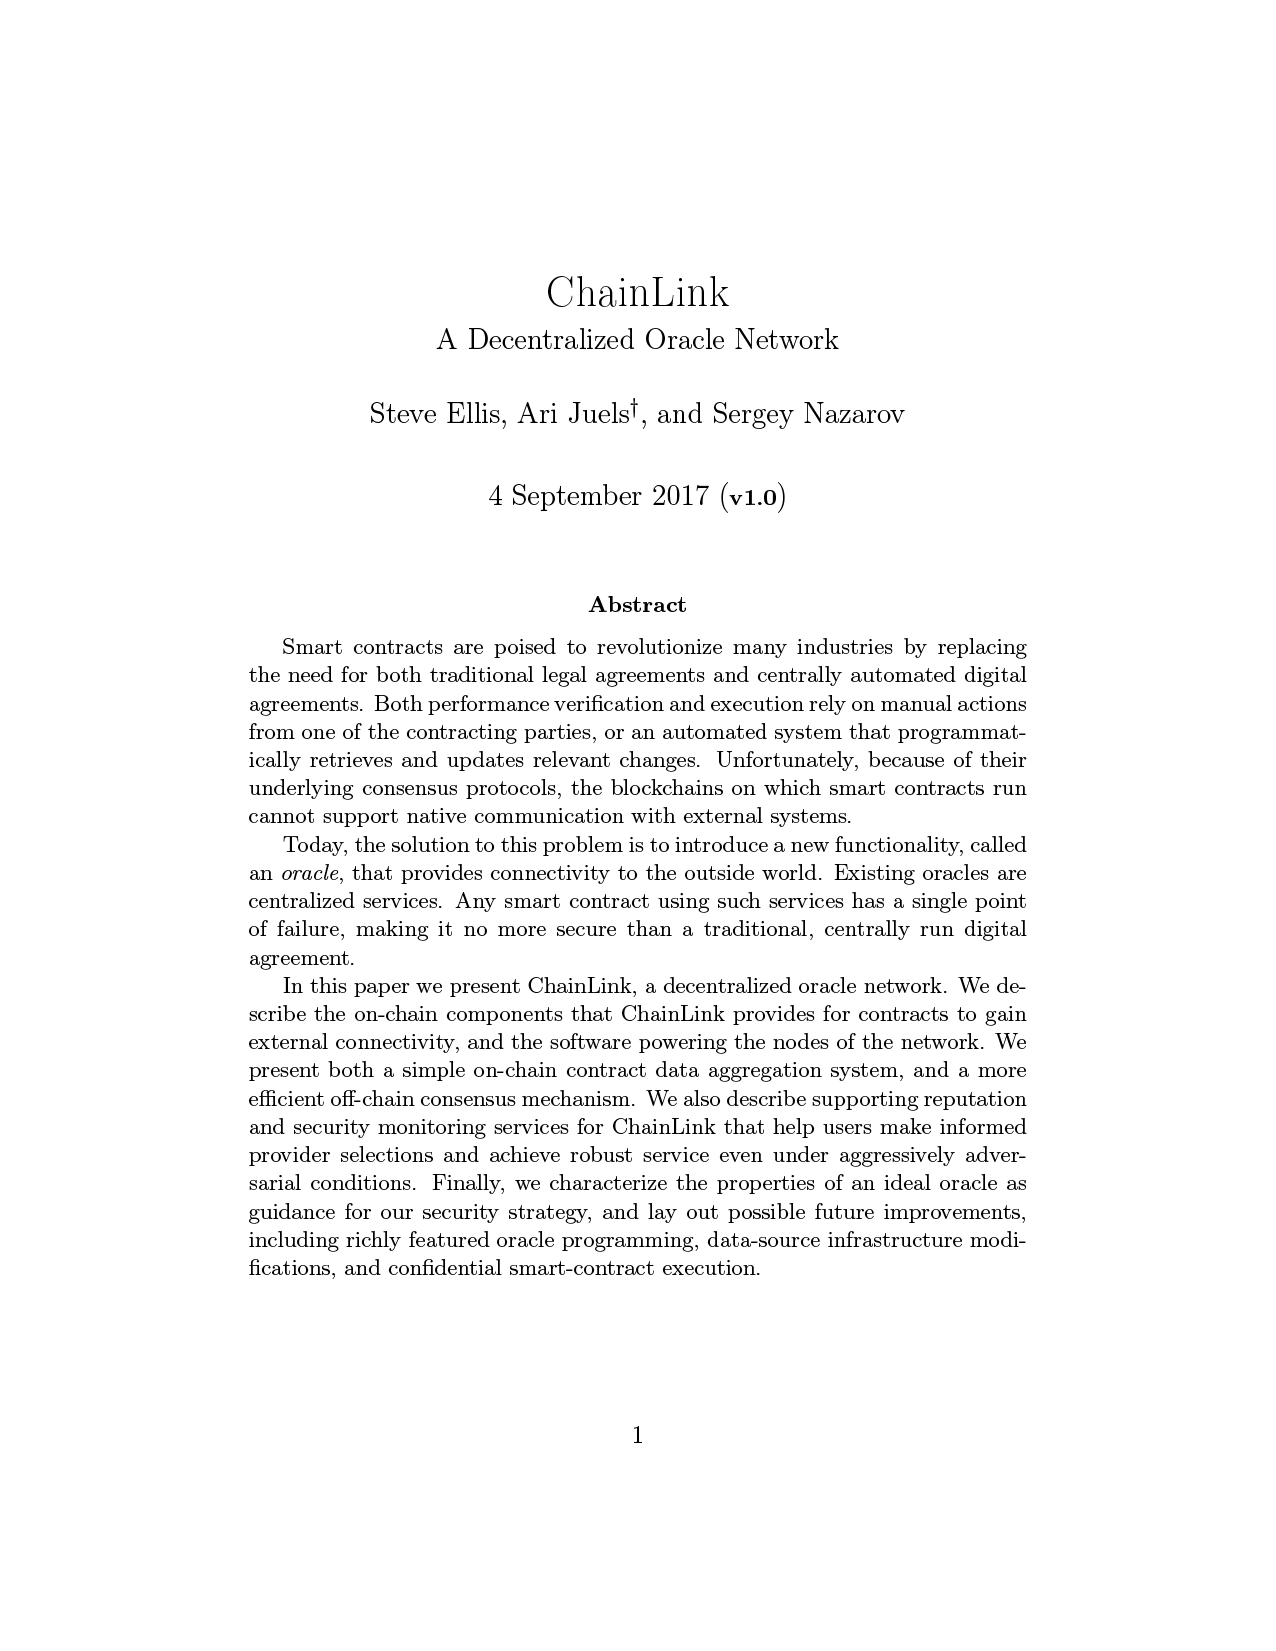 ChainLink
A Decentralized Oracle Network
Steve Ellis, Ari Juels†, and Sergey Nazarov
4 September 2017 (v1.0)
Abstract
Smart contracts are poised to revolutionize many industries by replacing
the need for both traditional legal agreements and centrally automated digital
agreements. Both performance verification and execution rely on manual actions
from one of the contracting parties, or an automated system that programmat-
ically retrieves and updates relevant changes. Unfortunately, because of their
underlying consensus protocols, the blockchains on which smart contracts run
cannot support native communication with external systems.
Today, the solution to this problem is to introduce a new functionality, called
an oracle, that provides connectivity to the outside world. Existing oracles are
centralized services. Any smart contract using such services has a single point
of failure, making it no more secure than a traditional, centrally run digital
agreement.
In this paper we present ChainLink, a decentralized oracle network. We de-
scribe the on-chain components that ChainLink provides for contracts to gain
external connectivity, and the software powering the nodes of the network. We
present both a simple on-chain contract data aggregation system, and a more
efficient off-chain consensus mechanism. We also describe supporting reputation
and security monitoring services for ChainLink that help users make informed
provider selections and achieve robust service even under aggressively adver-
sarial conditions. Finally, we characterize the properties of an ideal oracle as
guidance for our security strategy, and lay out possible future improvements,
including richly featured oracle programming, data-source infrastructure modi-
fications, and confidential smart-contract execution.
1